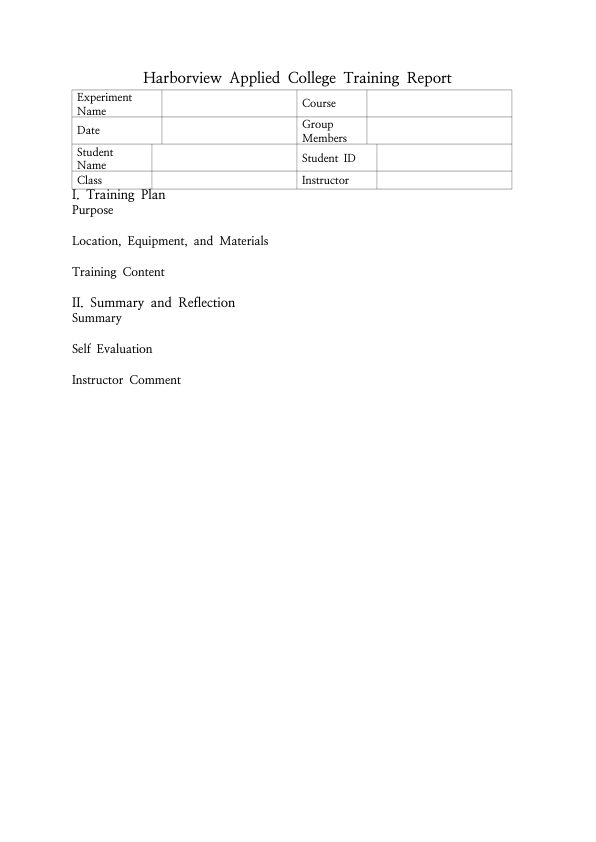 Harborview Applied College Training Report
Experiment
Name
Course
Date
Group
Members
Student
Name
Student ID
Class
Instructor
I. Training Plan
Purpose
Location, Equipment, and Materials
Training Content
II. Summary and Reflection
Summary
Self Evaluation
Instructor Comment